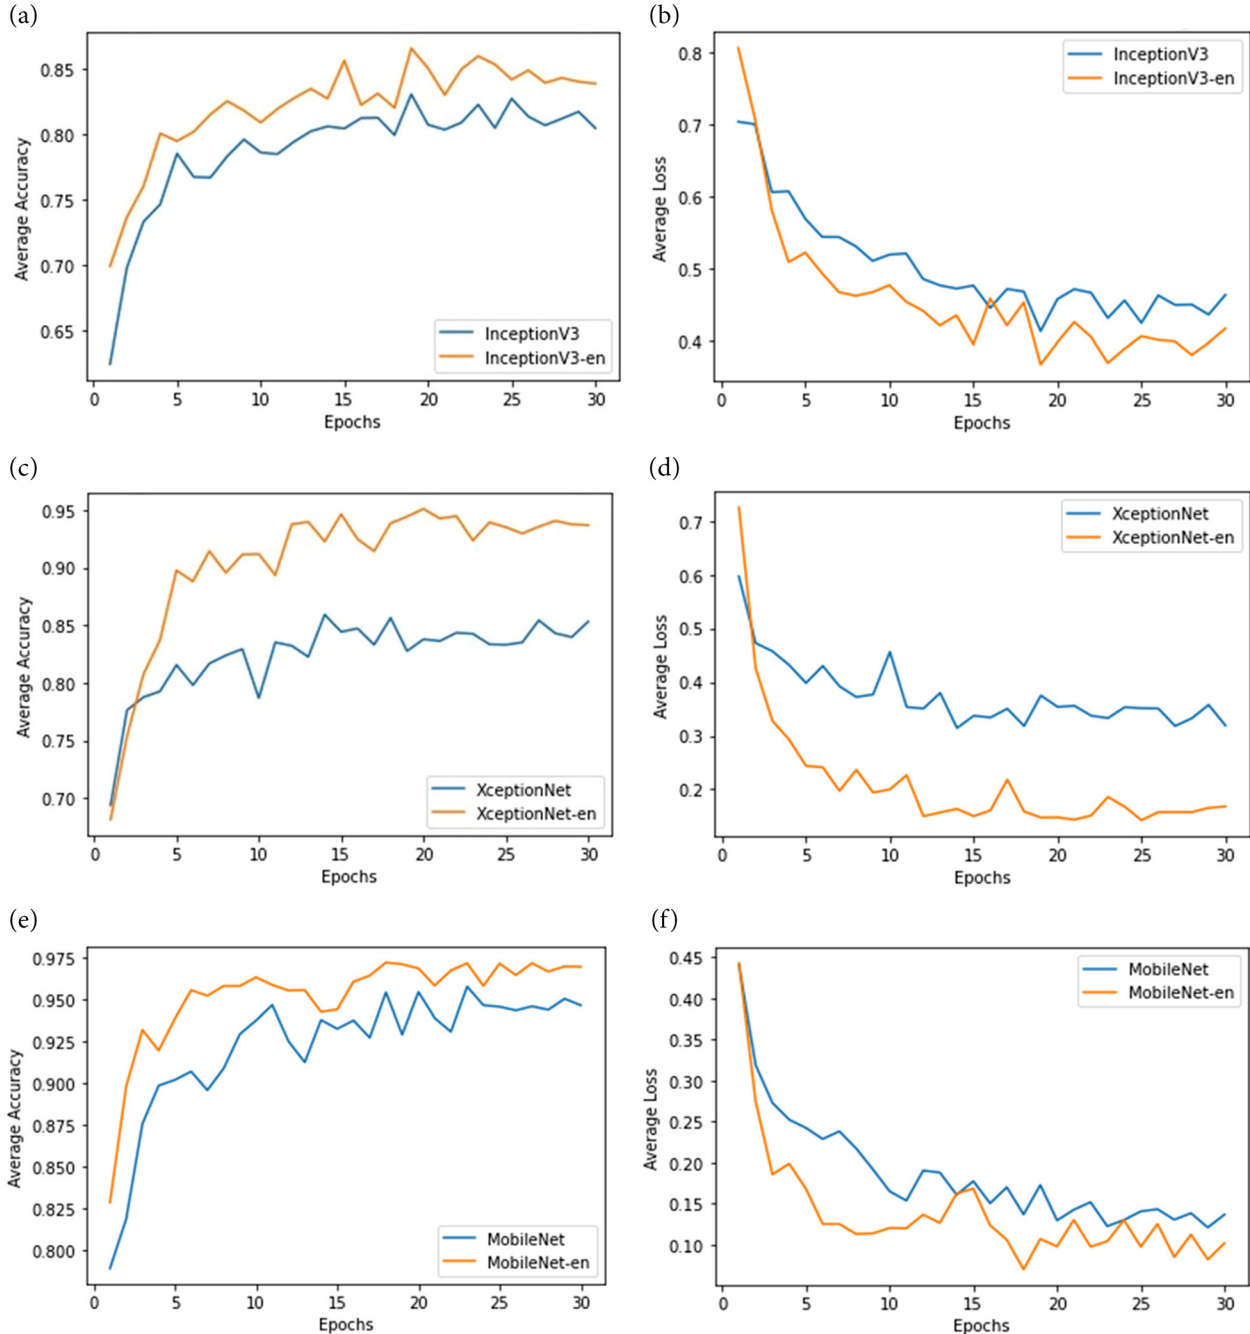 (a)
0.85
0.80
0.75
0.70
0.65
Average Accuracy
InceptionV3
InceptionV3-en
0 5 10 15 20 25 30
Epochs
(b)
0.8
0.7
0.6
0.5
0.4
Average Loss
InceptionV3
InceptionV3-en
0 5 10 15 20 25 30
Epochs
(c)
0.95
0.90
0.85
0.80
0.75
0.70
Average Accuracy
XceptionNet
XceptionNet-en
0 5 10 15 20 25 30
Epochs
(d)
0.7
0.6
0.5
0.4
0.3
0.2
Average Loss
XceptionNet
XceptionNet-en
0 5 10 15 20 25 30
Epochs
(e)
0.975
0.950
0.925
0.900
0.875
0.850
0.825
0.800
Average Accuracy
MobileNet
MobileNet-en
0 5 10 15 20 25 30
Epochs
(f)
0.45
0.40
0.35
0.30
0.25
0.20
0.15
0.10
Average Loss
MobileNet
MobileNet-en
0 5 10 15 20 25 30
Epochs